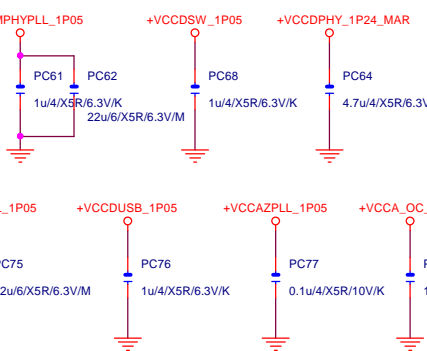 MPHYPLL_1P05 +VCCDSW_1P05 +VCCDPHY_1P24_MAR
PC61 PC62 PC68 PC64
1u/4/X5R/6.3V/K 1u/4/X5R/6.3V/K 4.7u/4/X5R/6.3V
22u/6/X5R/6.3V/M
_1P05 +VCCDUSB_1P05 +VCCAZPLL_1P05 +VCCA_OC_
PC75 PC76 PC77
2u/6/X5R/6.3V/M 1u/4/X5R/6.3V/K 0.1u/4/X5R/10V/K